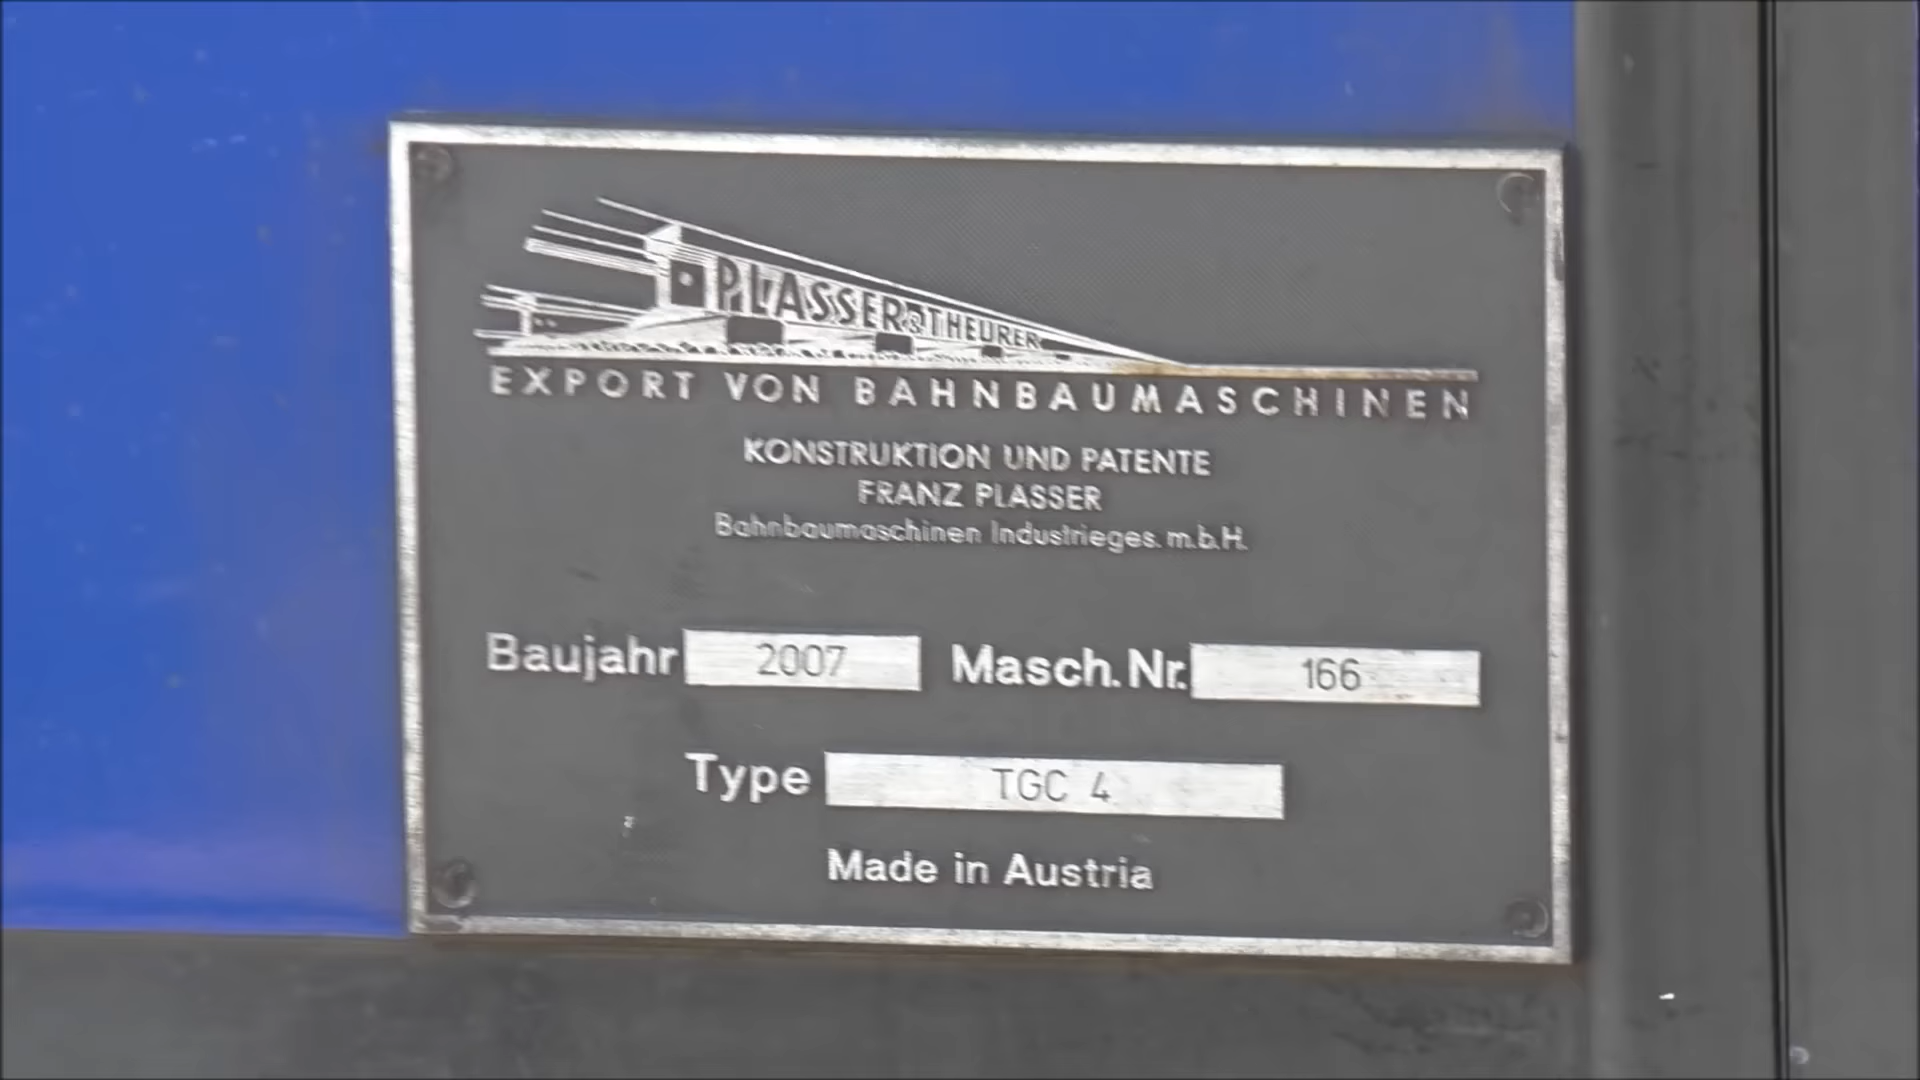 PLASSER & THEURER
EXPORT VON BAHNBAUMASCHINEN
KONSTRUKTION UND PATENTE
FRANZ PLASSER
Bahnbaumaschinen Industrieges.m.b.H.
Baujahr 2007 Masch.Nr. 166
Type TGC 4
Made in Austria